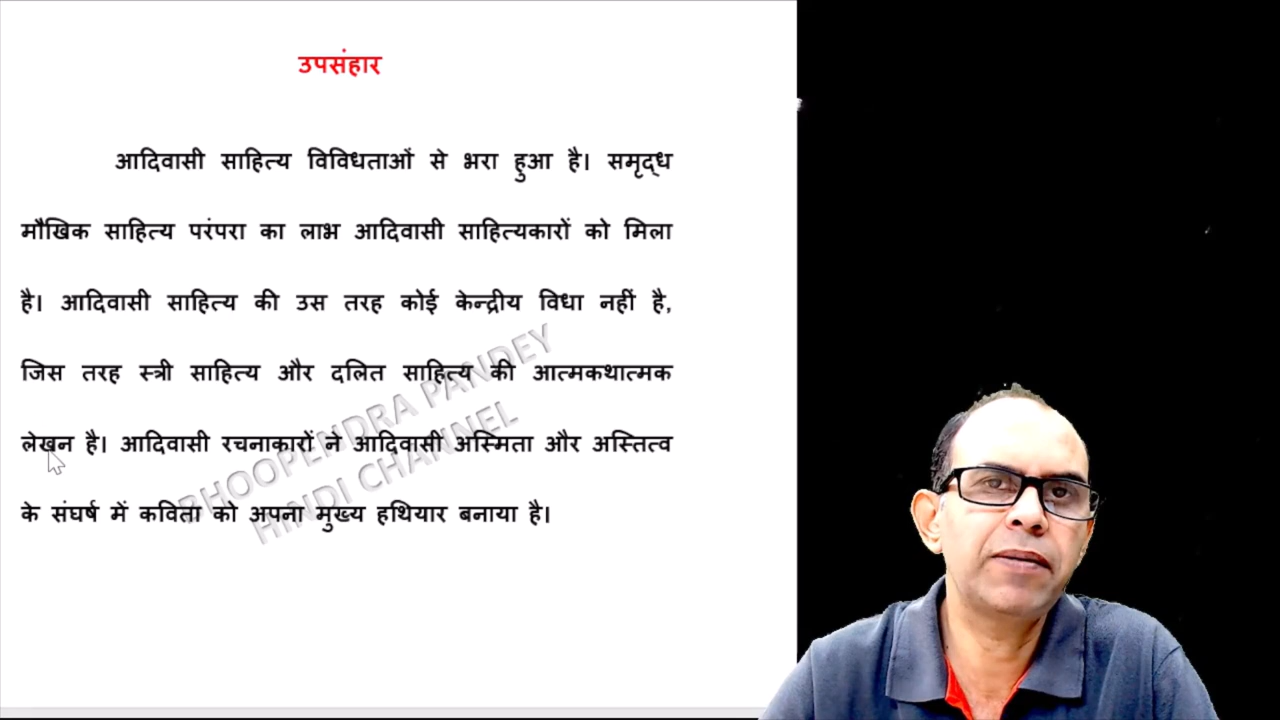 उपसंहार
आदिवासी साहित्य विविधताओं से भरा हुआ है। समृद्ध
मौखिक साहित्य परंपरा का लाभ आदिवासी साहित्यकारों को मिला
है। आदिवासी साहित्य की उस तरह कोई केन्द्रीय विधा नहीं है,
जिस तरह स्त्री साहित्य और दलित साहित्य की आत्मकथात्मक
लेखन है। आदिवासी रचनाकारों ने आदिवासी अस्मिता और अस्तित्व
के संघर्ष में कविता को अपना मुख्य हथियार बनाया है।
BHOOPENDRA PANDEY
HINDI CHANNEL